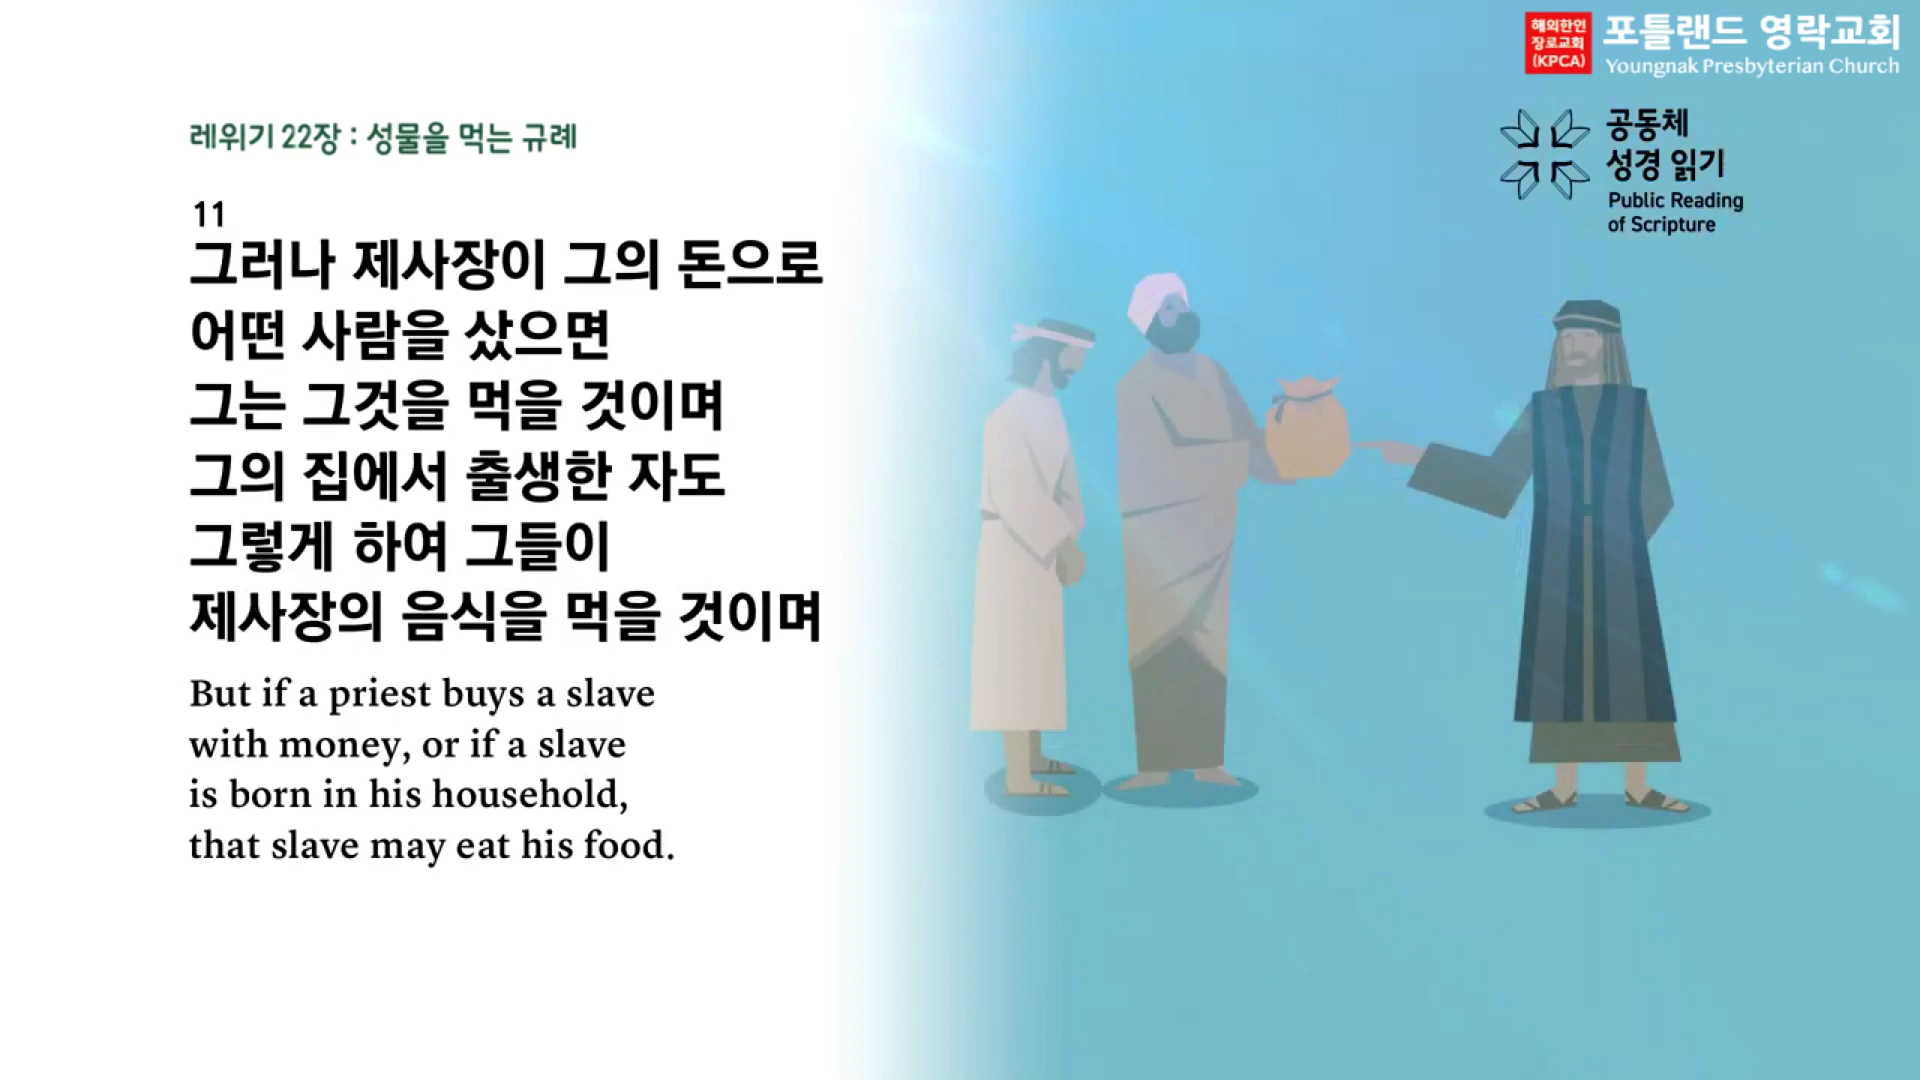 해외한인
장로교회
(KPCA)
포틀랜드 영락교회
Youngnak Presbyterian Church
공동체
성경 읽기
Public Reading
of Scripture
레위기 22장 : 성물을 먹는 규례
11
그러나 제사장이 그의 돈으로
어떤 사람을 샀으면
그는 그것을 먹을 것이며
그의 집에서 출생한 자도
그렇게 하여 그들이
제사장의 음식을 먹을 것이며
But if a priest buys a slave
with money, or if a slave
is born in his household,
that slave may eat his food.